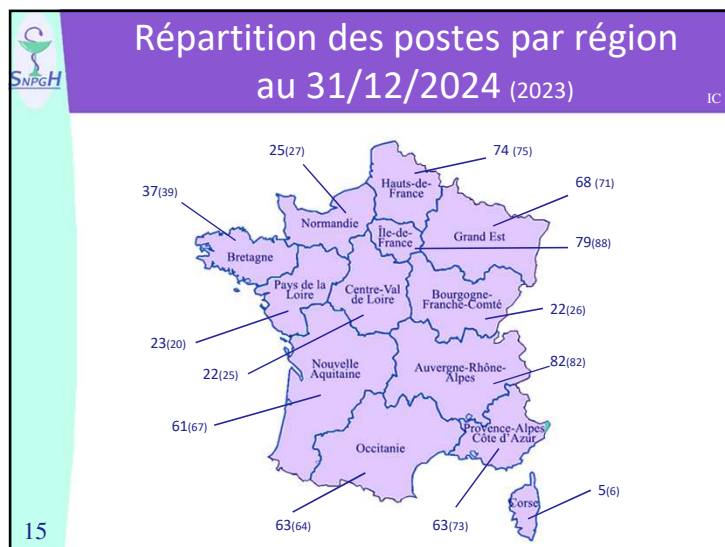 SNPGH
Répartition des postes par région
au 31/12/2024 (2023)
IC
74 (75)
25(27)
Hauts-de-
France
68 (71)
37(39)
Normandie
Île-de-
France
Grand Est
79(88)
Bretagne
Pays de la
Loire
Centre-Val
de Loire
Bourgogne-
Franche-Comté
22(26)
23(20)
22(25)
Nouvelle
Aquitaine
Auvergne-Rhône-
Alpes
82(82)
61(67)
Provence-Alpes
Côte d'Azur
Occitanie
5(6)
Corse
63(64)
63(73)
15